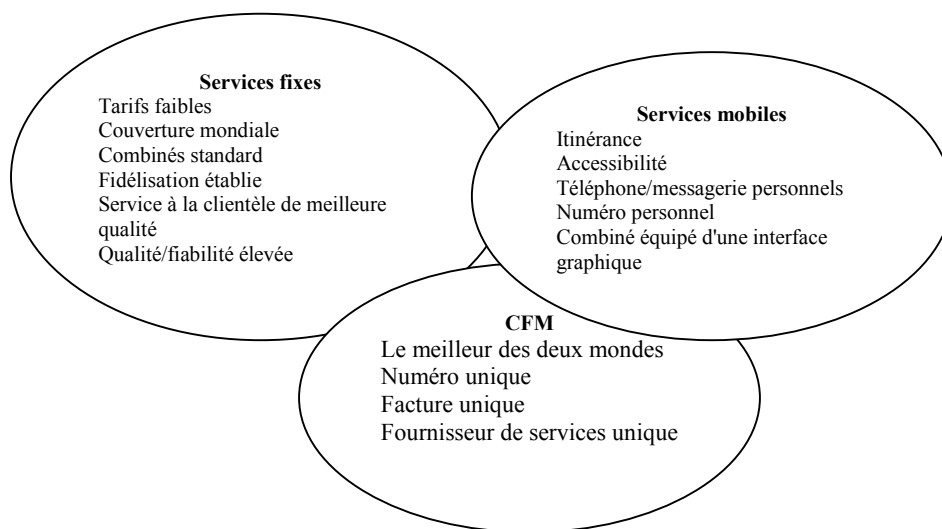 Services fixes
Tarifs faibles
Couverture mondiale
Combinés standard
Fidélisation établie
Service à la clientèle de meilleure
qualité
Qualité/fiabilité élevée
Services mobiles
Itinérance
Accessibilité
Téléphone/messagerie personnels
Numéro personnel
Combiné équipé d'une interface
graphique
CFM
Le meilleur des deux mondes
Numéro unique
Facture unique
Fournisseur de services unique